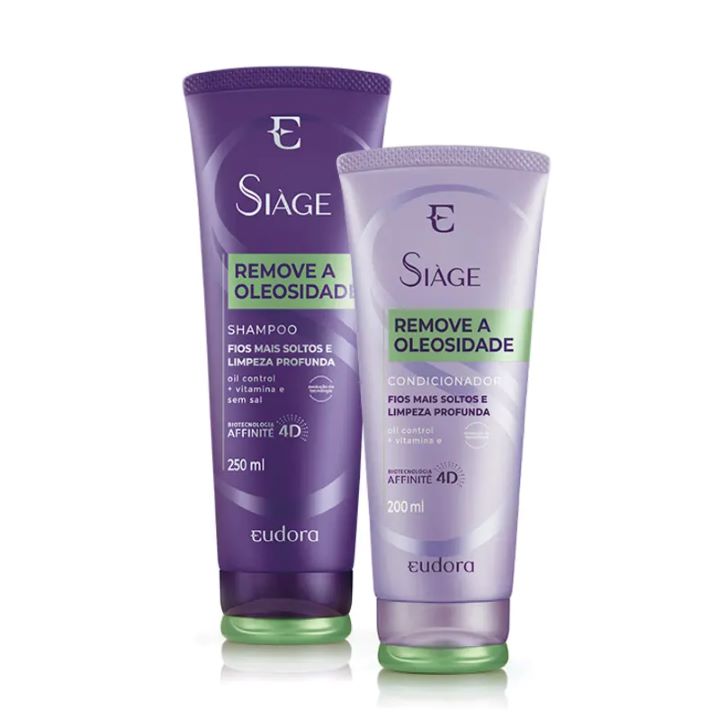 E
SIÀGE
REMOVE A
OLEOSIDADE
SHAMPOO
FIOS MAIS SOLTOS E
LIMPEZA PROFUNDA
oil control
+ vitamina e
sem sal
BIOTECNOLOGIA
AFFINITÉ 4D
250 ml
eudora
E
SIÀGE
REMOVE A
OLEOSIDADE
CONDICIONADOR
FIOS MAIS SOLTOS E
LIMPEZA PROFUNDA
oil control
+ vitamina e
BIOTECNOLOGIA
AFFINITÉ 4D
200 ml
eudora